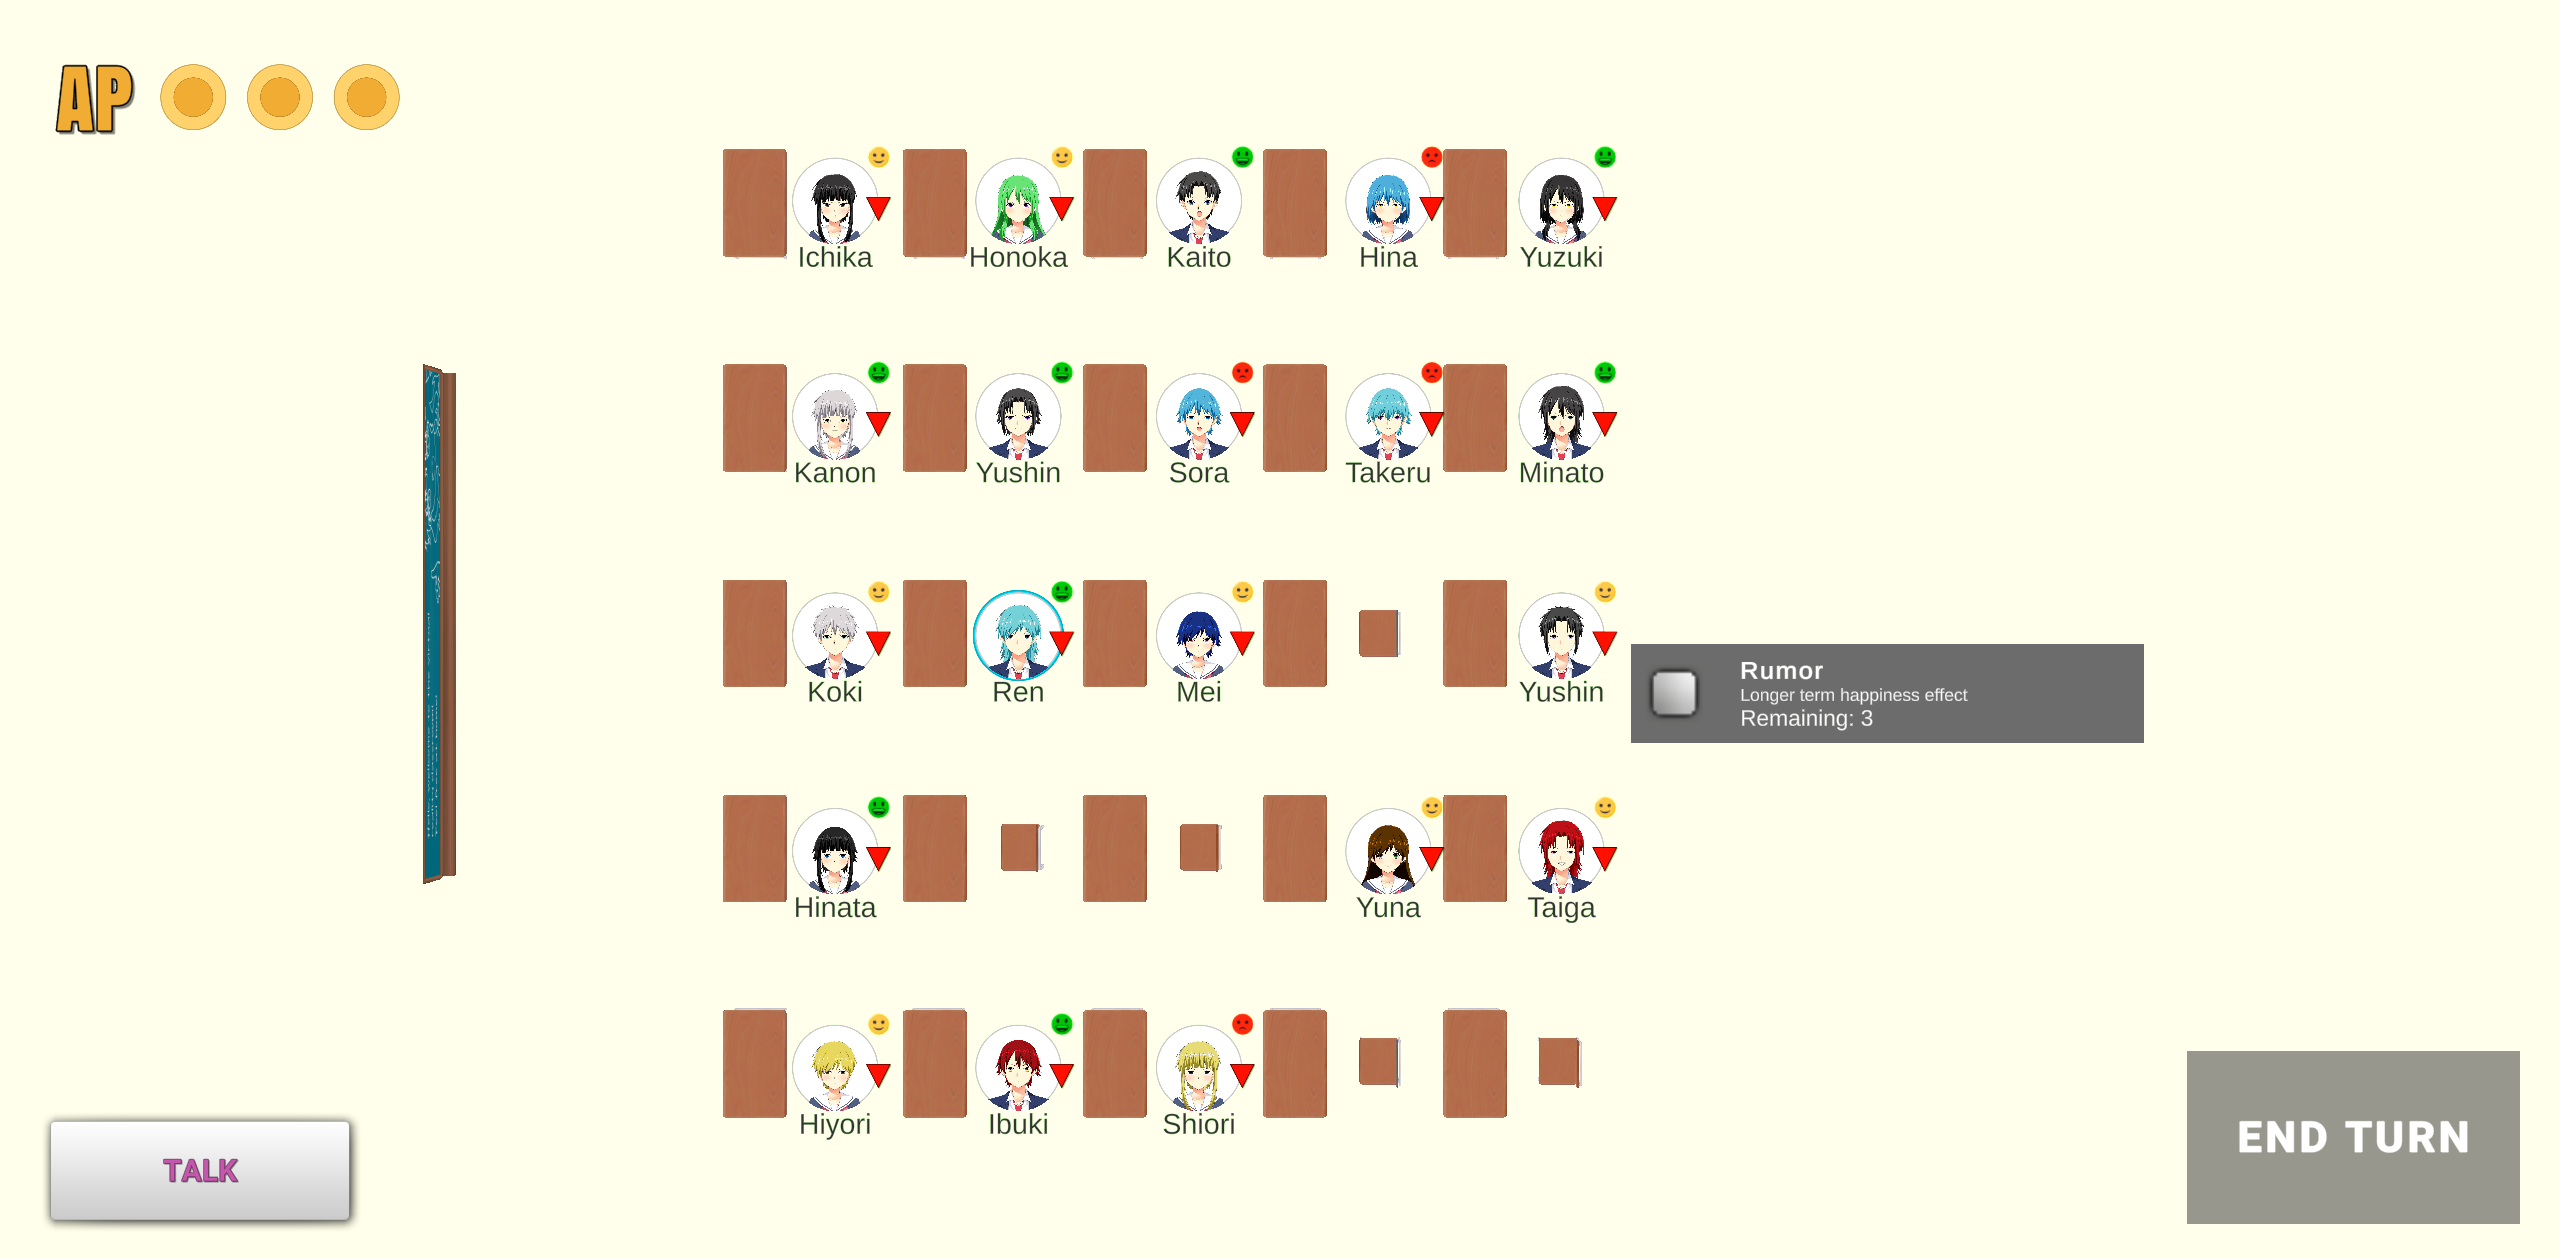 AP
Ichika
Honoka
Kaito
Hina
Yuzuki
Kanon
Yushin
Sora
Takeru
Minato
Koki
Ren
Mei
Yushin
Rumor
Longer term happiness effect
Remaining: 3
Hinata
Yuna
Taiga
Hiyori
Ibuki
Shiori
TALK
END TURN